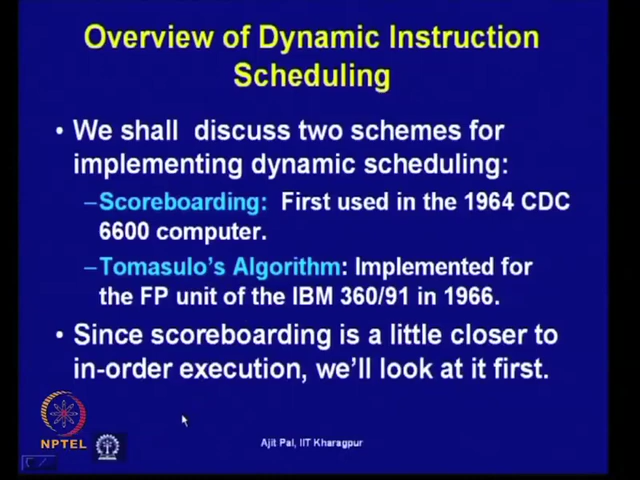 Overview of Dynamic Instruction
Scheduling
• We shall discuss two schemes for
implementing dynamic scheduling:
–Scoreboarding: First used in the 1964 CDC
6600 computer.
–Tomasulo's Algorithm: Implemented for
the FP unit of the IBM 360/91 in 1966.
• Since scoreboarding is a little closer to
in-order execution, we'll look at it first.
NPTEL
Ajit Pal, IIT Kharagpur